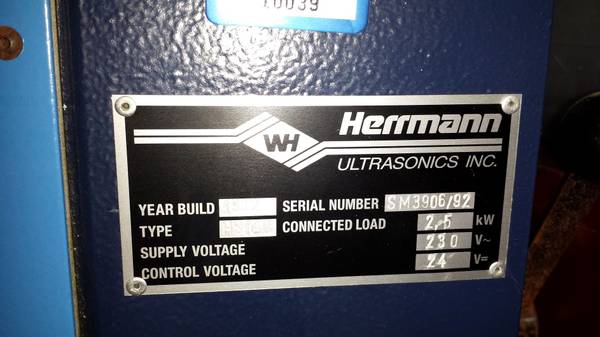 10039
WH
Herrmann
ULTRASONICS INC.
YEAR BUILD SERIAL NUMBER SM3906/92
TYPE CONNECTED LOAD 2,5 kW
SUPPLY VOLTAGE 230 V~
CONTROL VOLTAGE 24 V=